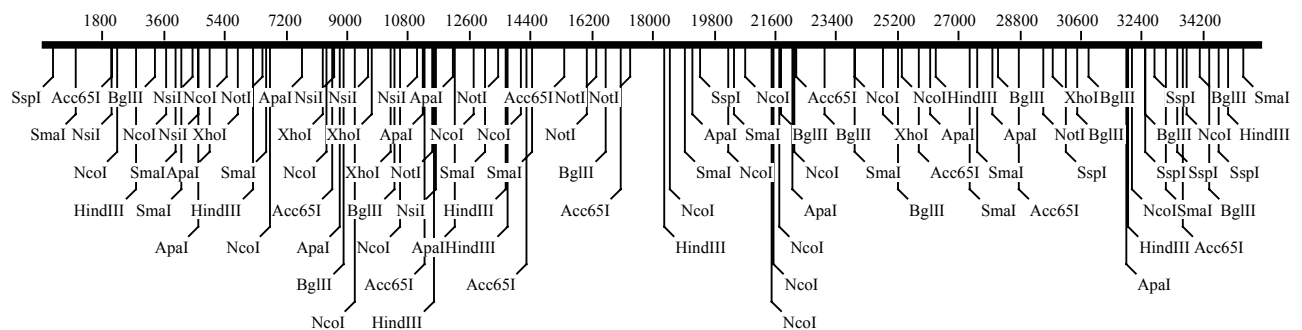 1800 3600 5400 7200 9000 10800 12600 14400 16200 18000 19800 21600 23400 25200 27000 28800 30600 32400 34200
SspI Acc65I BglII NsiI NcoI NotI ApaI NsiI NsiI NsiI ApaI NotI Acc65I NotI NotI SspI NcoI Acc65I NcoI NcoI HindIII BglII XhoI BglII SspI BglII SmaI
SmaI NsiI NcoI NsiI XhoI XhoI XhoI ApaI NcoI NcoI NotI ApaI SmaI BglII BglII XhoI ApaI ApaI NotI BglII BglII NcoI HindIII
NcoI SmaI ApaI SmaI NcoI XhoI NotI SmaI SmaI BglII SmaI NcoI NcoI SmaI Acc65I SmaI SspI SspI SspI SspI
HindIII SmaI HindIII Acc65I BglII NsiI HindIII Acc65I NcoI ApaI BglII SmaI Acc65I NcoI SmaI BglII
ApaI NcoI ApaI NcoI ApaI HindIII HindIII NcoI HindIII Acc65I
BglII Acc65I Acc65I NcoI ApaI
NcoI HindIII NcoI